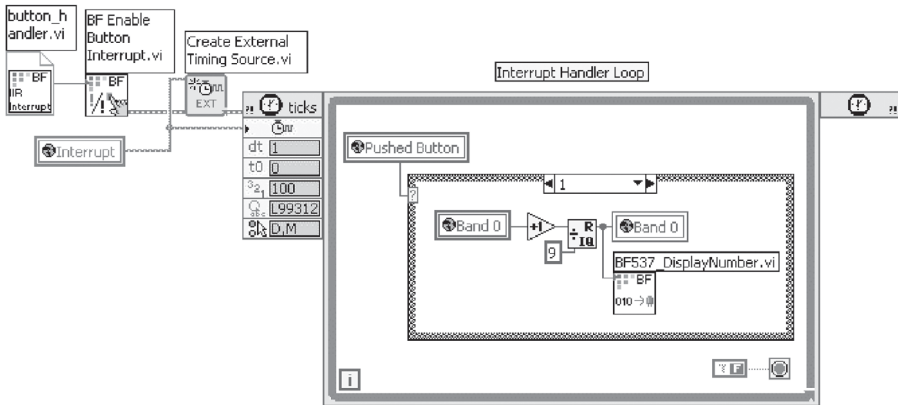 button_h
andler.vi
BF Enable
Button
Interrupt.vi
Create External
Timing Source.vi
BF
IIR
Interrupt
BF
EXT
Interrupt
Interrupt Handler Loop
?! ticks
dt 1
t0 0
321 100
L99312
D,M
?!
Pushed Button
?
1
Band 0
+1
R
IQ
9
Band 0
BF537_DisplayNumber.vi
BF
010
i
F